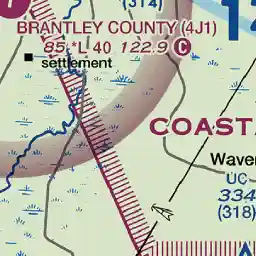 (314)
BRANTLEY COUNTY (4J1)
85 *L 40 122.9 C
settlement
COASTA
Waver
UC
334
(318)